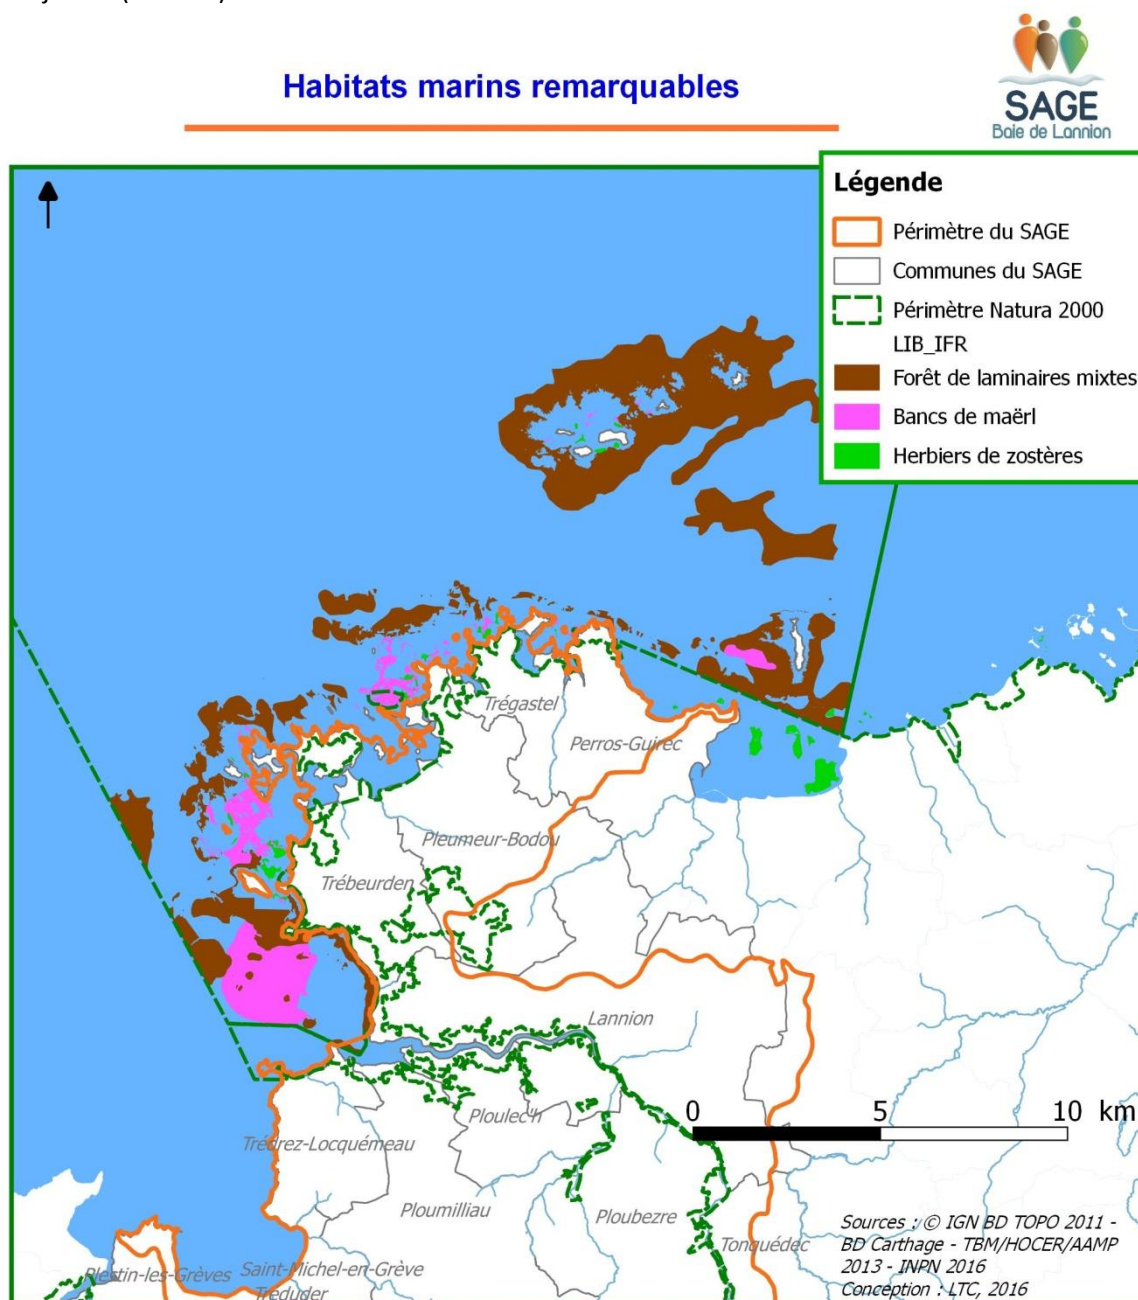 Habitats marins remarquables
SAGE
Baie de Lannion
Légende
Périmètre du SAGE
Communes du SAGE
Périmètre Natura 2000
LIB_IFR
Forêt de laminaires mixtes
Bancs de maërl
Herbiers de zostères
Trégastel
Perros-Guirec
Pleumeur-Bodou
Trébeurden
Lannion
Ploulec'h
0 5 10 km
Trédrez-Locquémeau
Ploumilliau
Ploubezre
Tonquédec
Plestin-les-Grèves
Saint-Michel-en-Grève
Tréduder
Sources : © IGN BD TOPO 2011 -
BD Carthage - TBM/HOCER/AAMP
2013 - INPN 2016
Conception : LTC, 2016